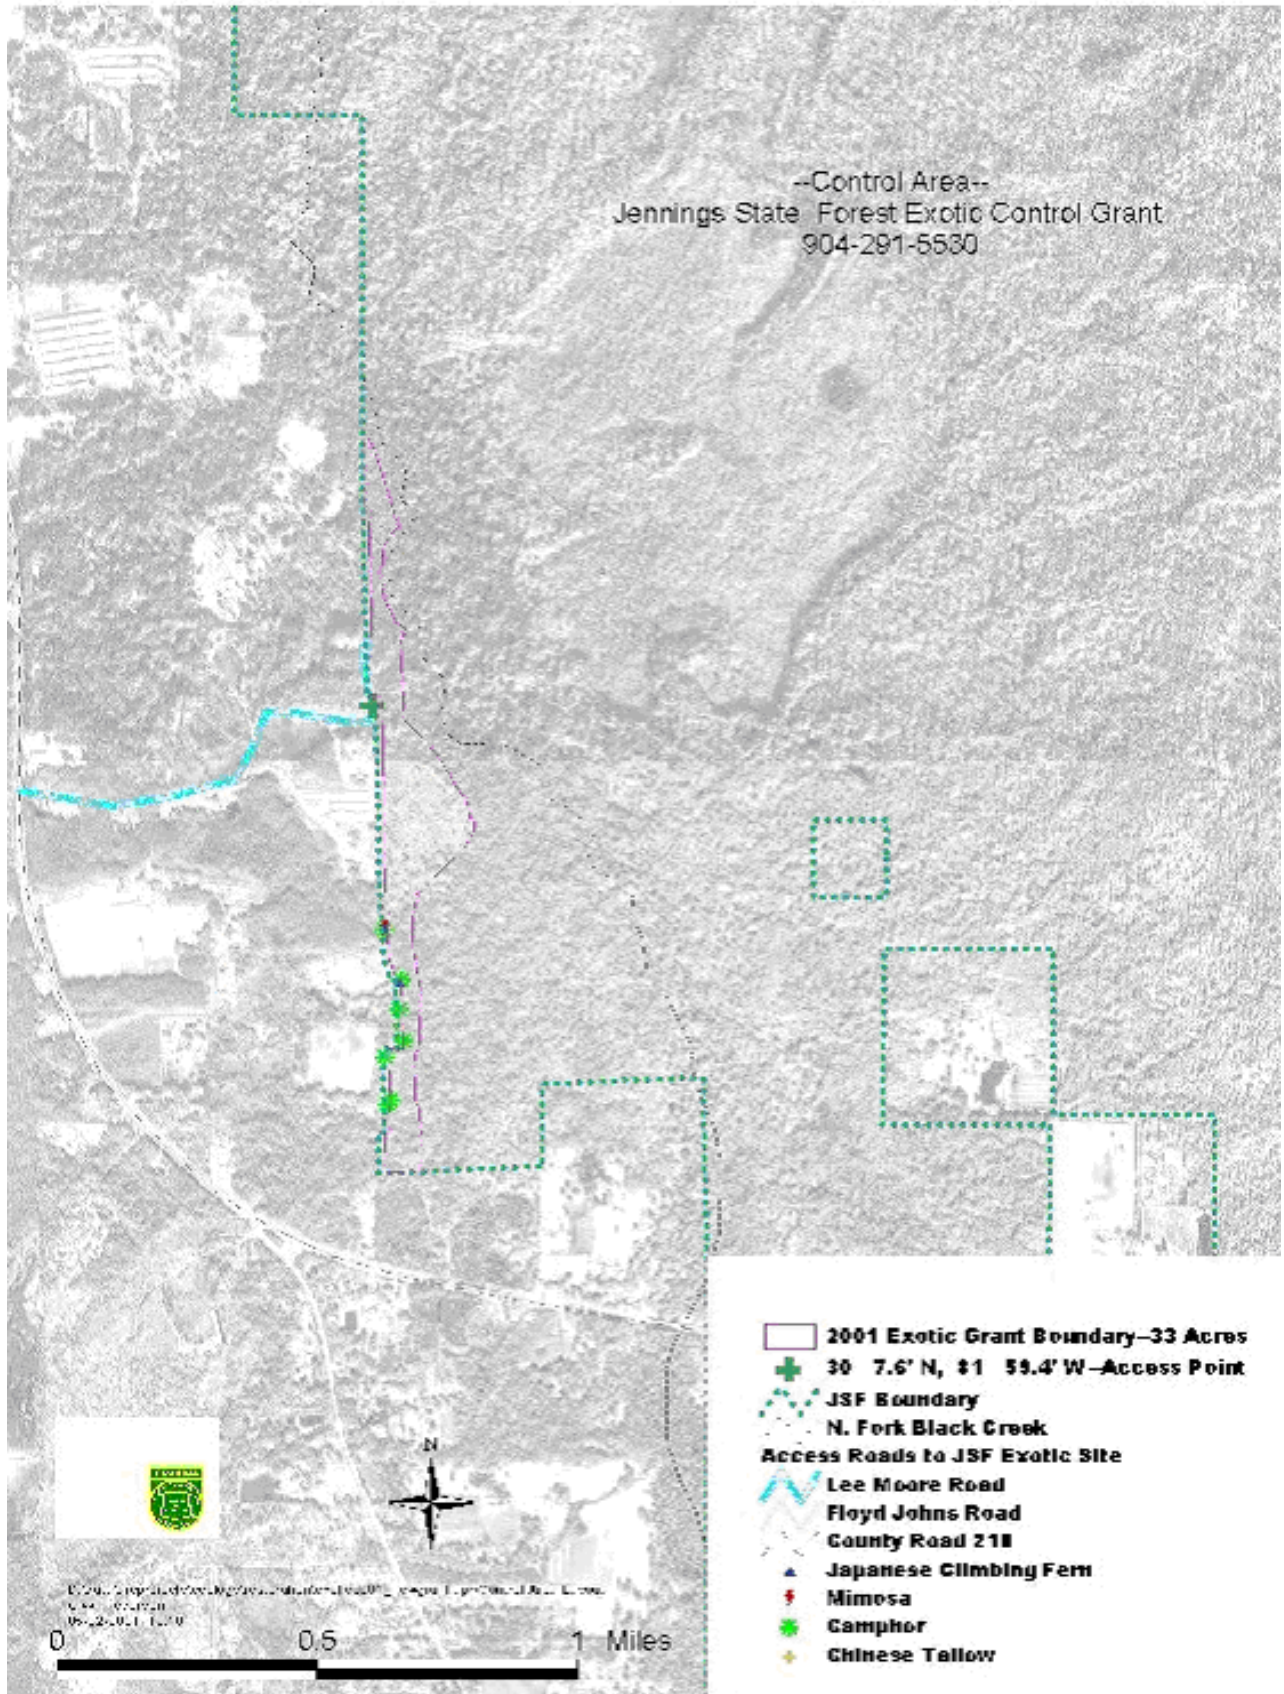 --Control Area--
Jennings State Forest Exotic Control Grant
904-291-5530
2001 Exotic Grant Boundary--33 Acres
30 7.6' N, 81 59.4' W--Access Point
JSF Boundary
N. Fork Black Creek
Access Roads to JSF Exotic Site
Lee Moore Road
Floyd Johns Road
County Road 218
Japanese Climbing Fern
Mimosa
Camphor
Chinese Tallow
N
0 0.5 1 Miles